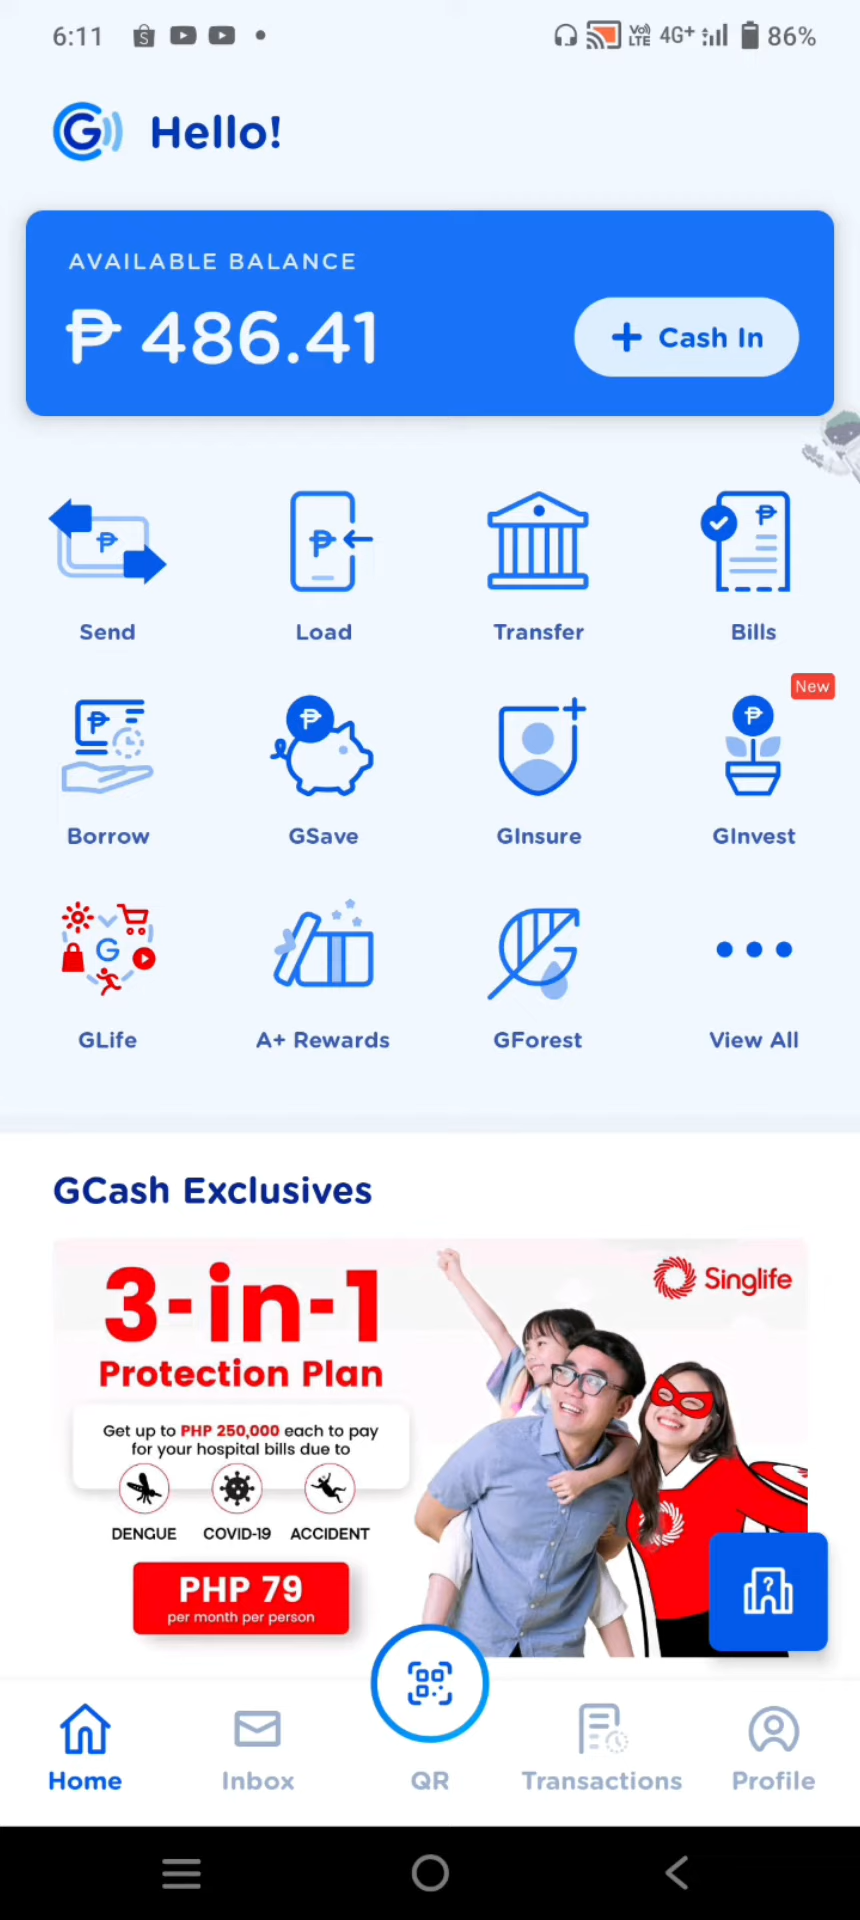 6:11 VoLTE 4G+ 86%
G Hello!
AVAILABLE BALANCE
₱ 486.41
+ Cash In
Send Load Transfer Bills
New
Borrow GSave GInsure GInvest
GLife A+ Rewards GForest View All
GCash Exclusives
3-in-1
Singlife
Protection Plan
Get up to PHP 250,000 each to pay
for your hospital bills due to
DENGUE COVID-19 ACCIDENT
PHP 79
per month per person
Home Inbox QR Transactions Profile